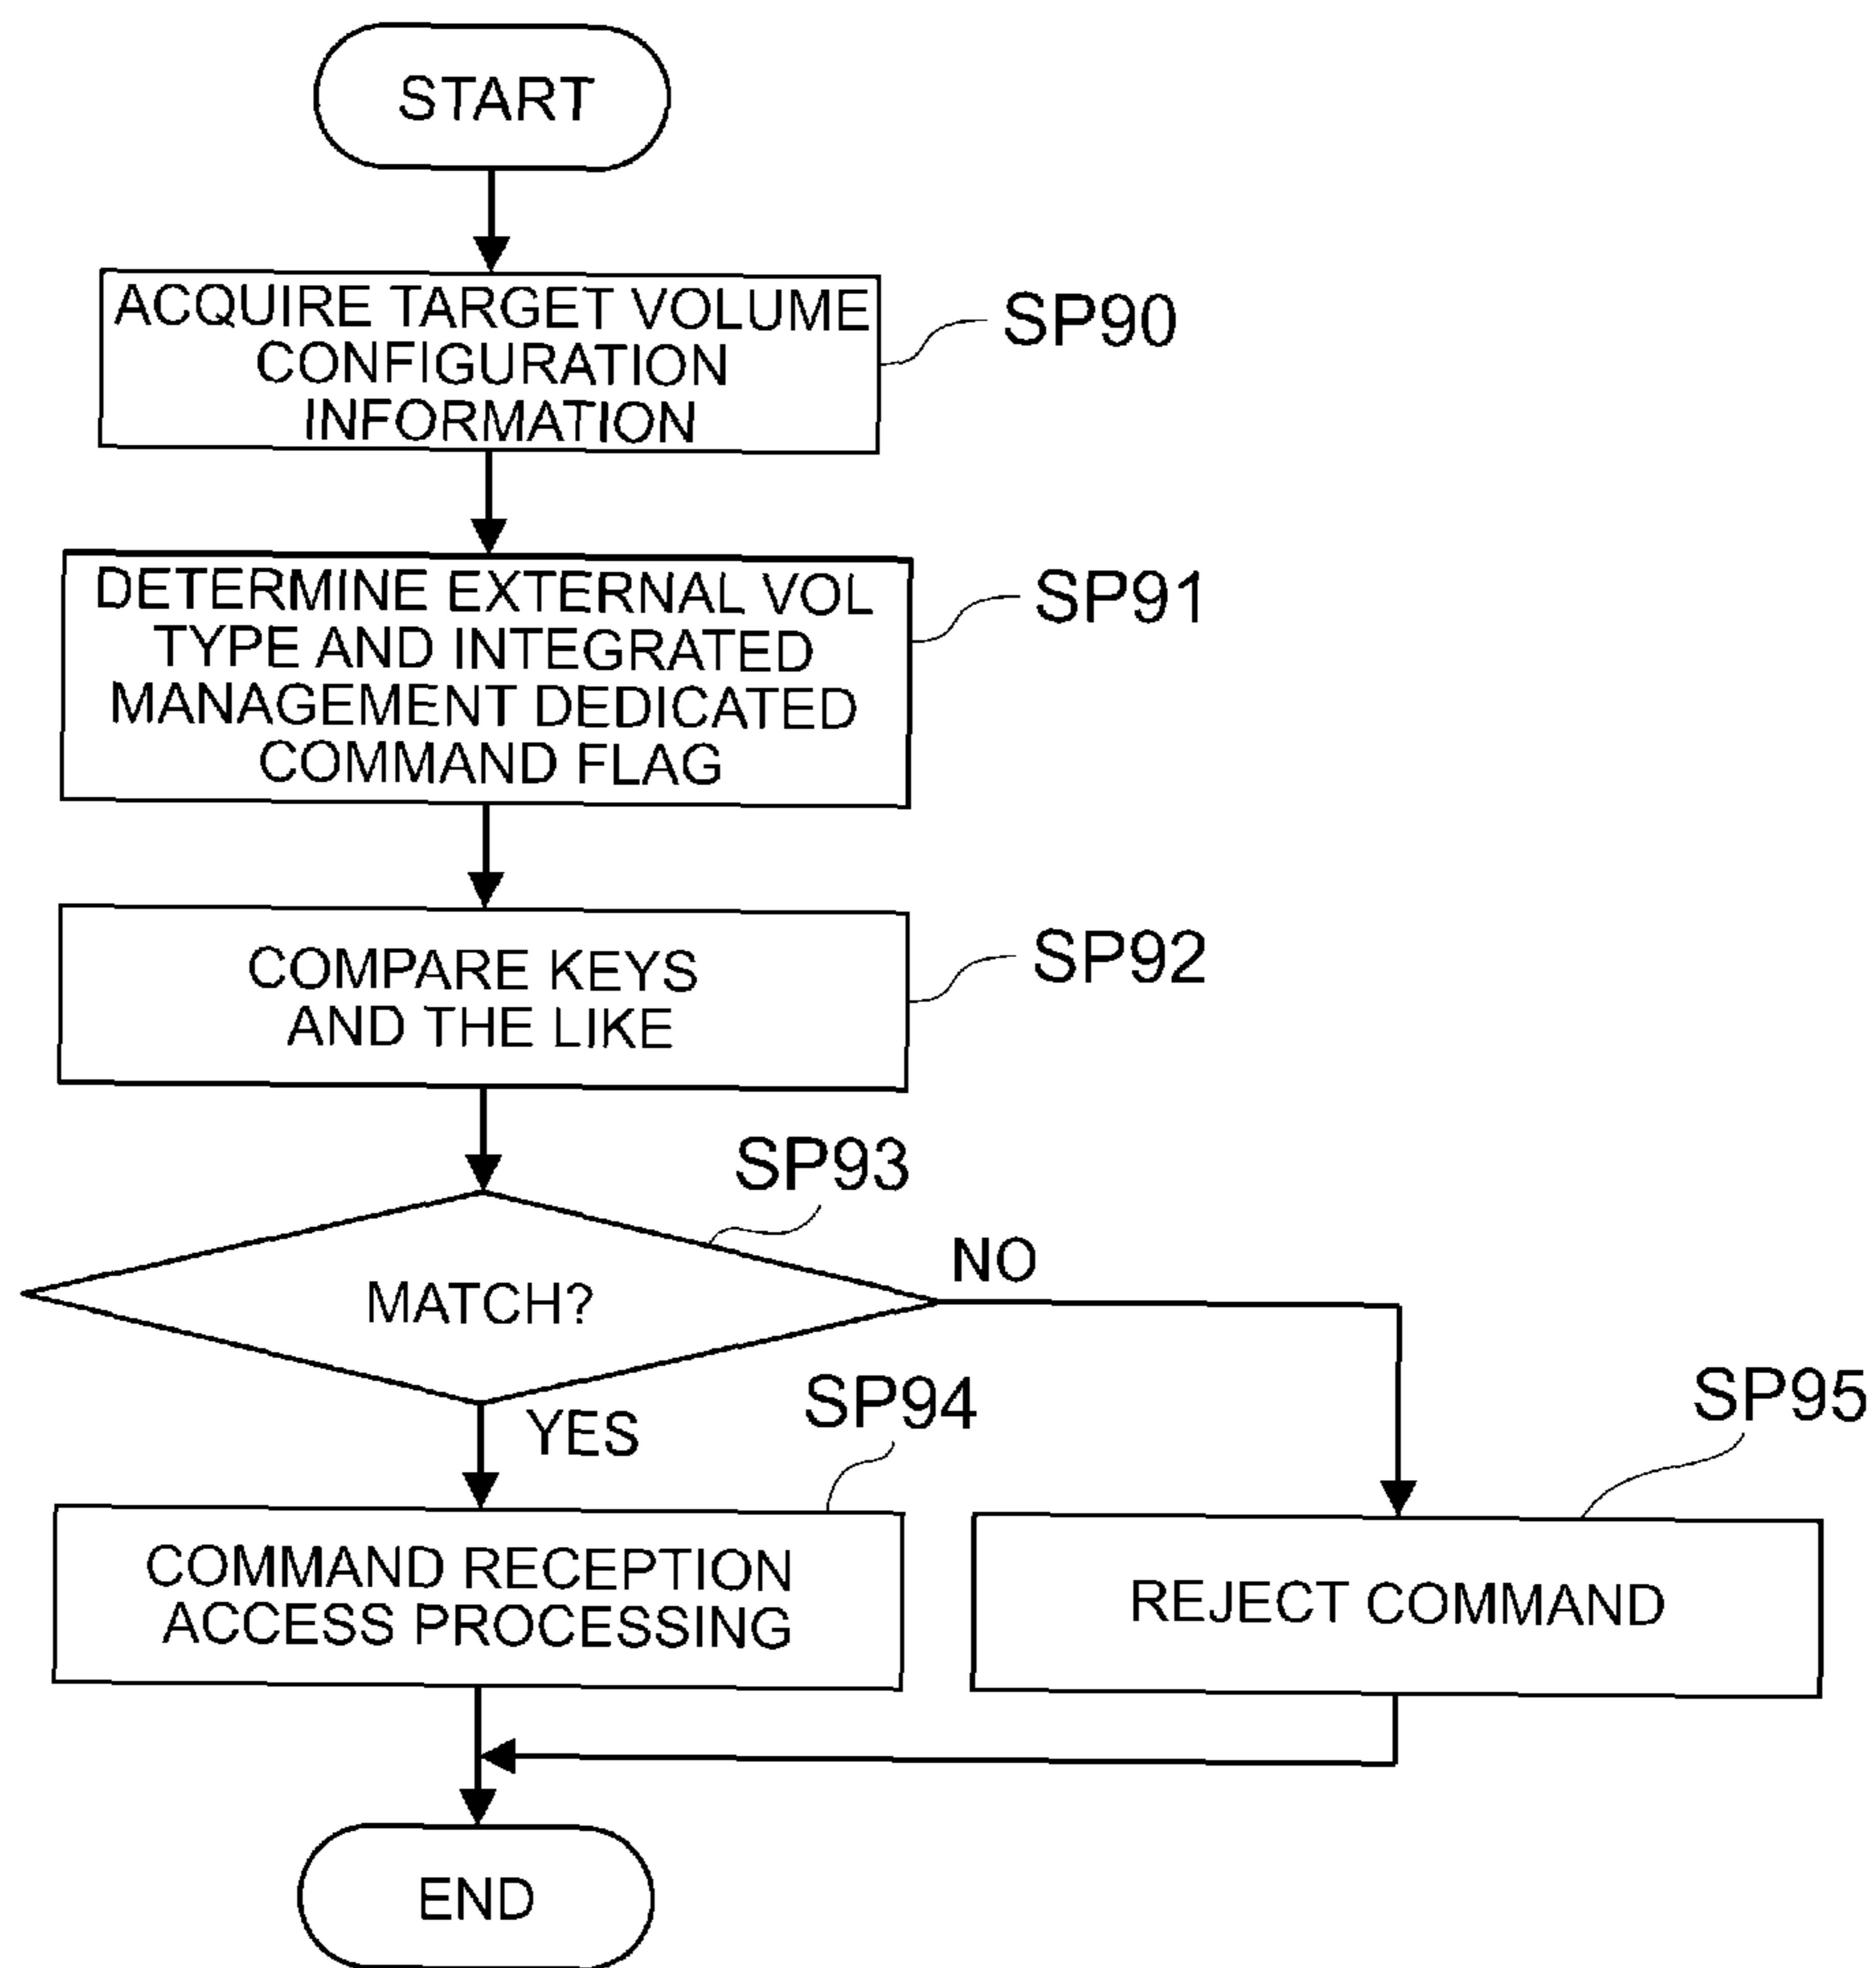 START
ACQUIRE TARGET VOLUME
CONFIGURATION
INFORMATION
SP90
DETERMINE EXTERNAL VOL
TYPE AND INTEGRATED
MANAGEMENT DEDICATED
COMMAND FLAG
SP91
COMPARE KEYS
AND THE LIKE
SP92
SP93
MATCH?
NO
YES
SP94
SP95
COMMAND RECEPTION
ACCESS PROCESSING
REJECT COMMAND
END